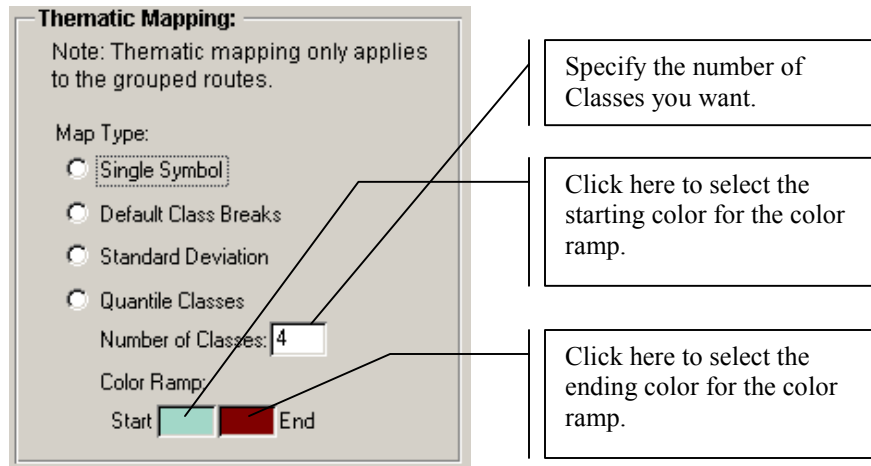 Thematic Mapping:
Note: Thematic mapping only applies
to the grouped routes.
Map Type:
Single Symbol
Default Class Breaks
Standard Deviation
Quantile Classes
Number of Classes: 4
Color Ramp:
Start End
Specify the number of
Classes you want.
Click here to select the
starting color for the color
ramp.
Click here to select the
ending color for the color
ramp.